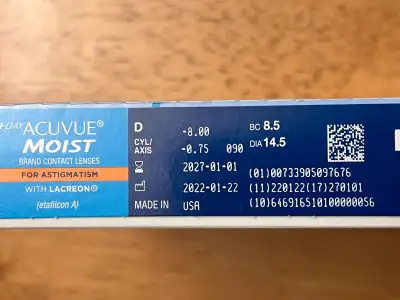 1-DAY ACUVUE®
MOIST
BRAND CONTACT LENSES
FOR ASTIGMATISM
WITH LACREON®
(etafilcon A)
D -8.00 BC 8.5
CYL/ AXIS -0.75 090 DIA 14.5
2027-01-01
2022-01-22
MADE IN USA
(01)00733905097676
(11)220122(17)270101
(10)6469165101000000056